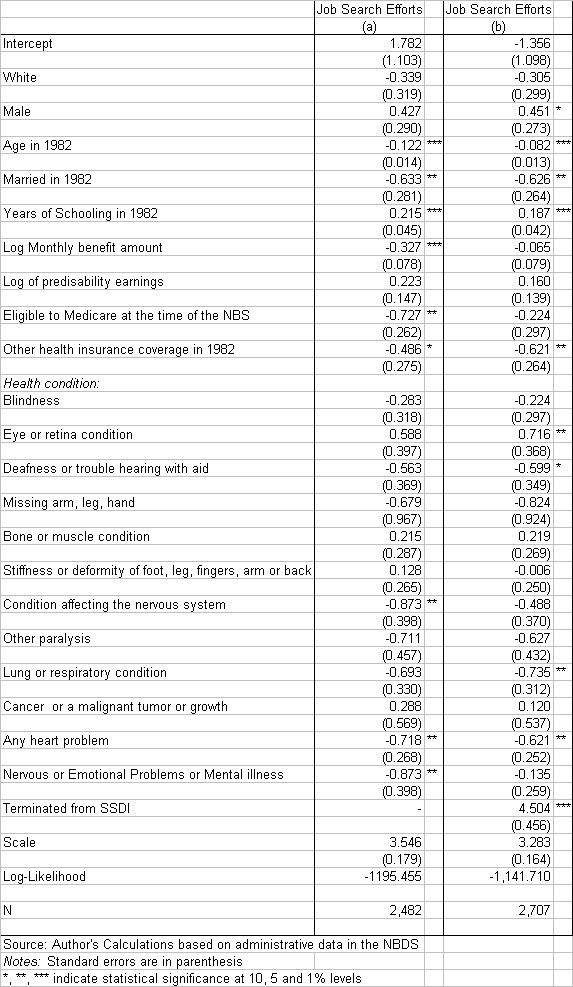 Job Search Efforts Job Search Efforts
(a) (b)
Intercept 1.782 -1.356
(1.103) (1.098)
White -0.339 -0.305
(0.319) (0.299)
Male 0.427 0.451 *
(0.290) (0.273)
Age in 1982 -0.122 *** -0.082 ***
(0.014) (0.013)
Married in 1982 -0.633 ** -0.626 **
(0.281) (0.264)
Years of Schooling in 1982 0.215 *** 0.187 ***
(0.045) (0.042)
Log Monthly benefit amount -0.327 *** -0.065
(0.078) (0.079)
Log of predisability earnings 0.223 0.160
(0.147) (0.139)
Eligible to Medicare at the time of the NBS -0.727 ** -0.224
(0.262) (0.297)
Other health insurance coverage in 1982 -0.486 * -0.621 **
(0.275) (0.264)
Health condition:
Blindness -0.283 -0.224
(0.318) (0.297)
Eye or retina condition 0.588 0.716 **
(0.397) (0.368)
Deafness or trouble hearing with aid -0.563 -0.599 *
(0.369) (0.349)
Missing arm, leg, hand -0.679 -0.824
(0.967) (0.924)
Bone or muscle condition 0.215 0.219
(0.287) (0.269)
Stiffness or deformity of foot, leg, fingers, arm or back 0.128 -0.006
(0.265) (0.250)
Condition affecting the nervous system -0.873 ** -0.488
(0.398) (0.370)
Other paralysis -0.711 -0.627
(0.457) (0.432)
Lung or respiratory condition -0.693 -0.735 **
(0.330) (0.312)
Cancer or a malignant tumor or growth 0.288 0.120
(0.569) (0.537)
Any heart problem -0.718 ** -0.621 **
(0.268) (0.252)
Nervous or Emotional Problems or Mental illness -0.873 ** -0.135
(0.398) (0.259)
Terminated from SSDI - 4.504 ***
(0.456)
Scale 3.546 3.283
(0.179) (0.164)
Log-Likelihood -1195.455 -1,141.710
N 2,482 2,707
Source: Author's Calculations based on administrative data in the NBDS
Notes: Standard errors are in parenthesis
*, **, *** indicate statistical significance at 10, 5 and 1% levels